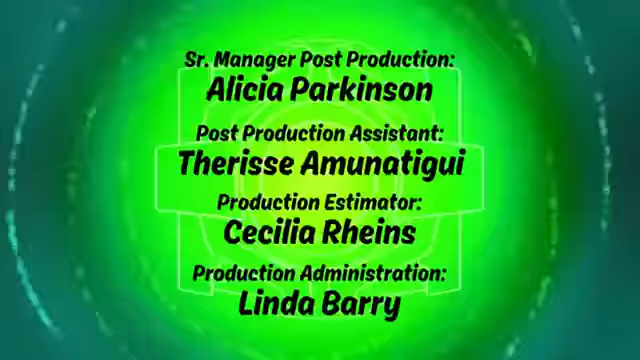 Sr. Manager Post Production:
Alicia Parkinson
Post Production Assistant:
Therisse Amunatigui
Production Estimator:
Cecilia Rheins
Production Administration:
Linda Barry